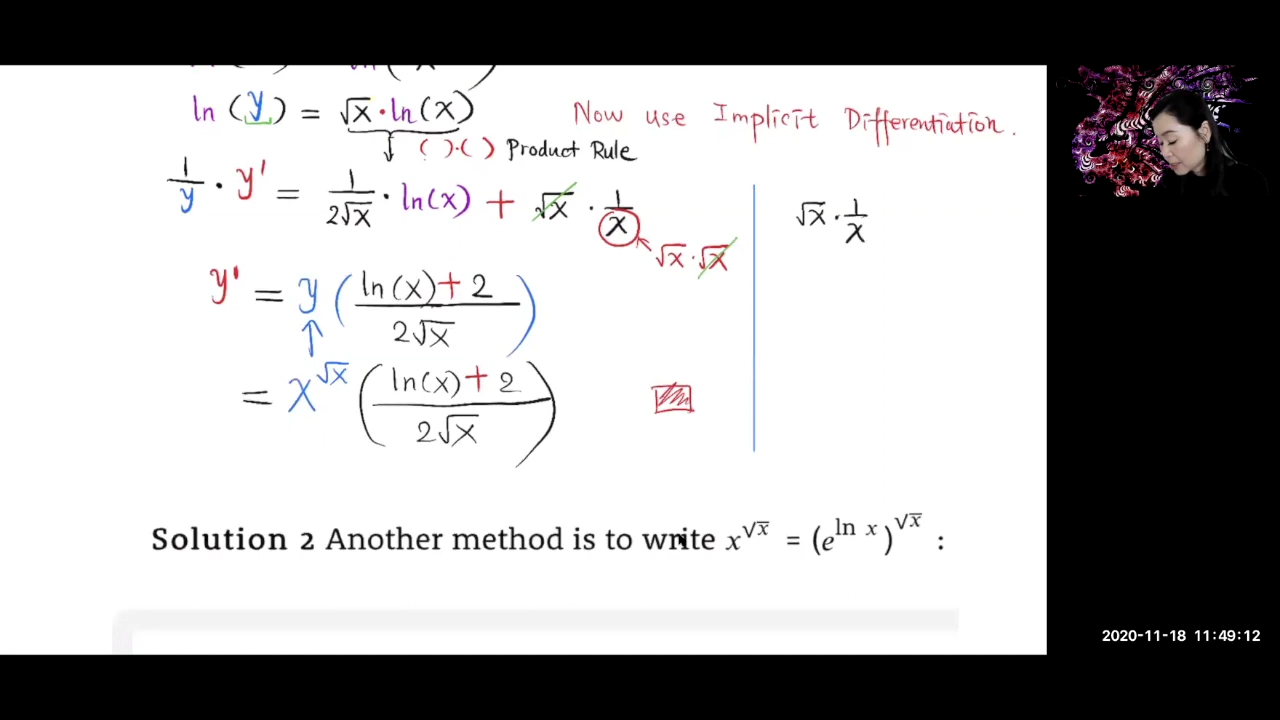 ln(y) = √x · ln(x) Now use Implicit Differentiation.
( )·( ) Product Rule
1/y · y' = 1/(2√x) · ln(x) + √x · 1/x
√x · √x
√x · 1/x
y' = y ( (ln(x) + 2)/(2√x) )
= x^√x ( (ln(x) + 2)/(2√x) )
Solution 2 Another method is to write x^√x = (e^ln x)^√x :
2020-11-18 11:49:12